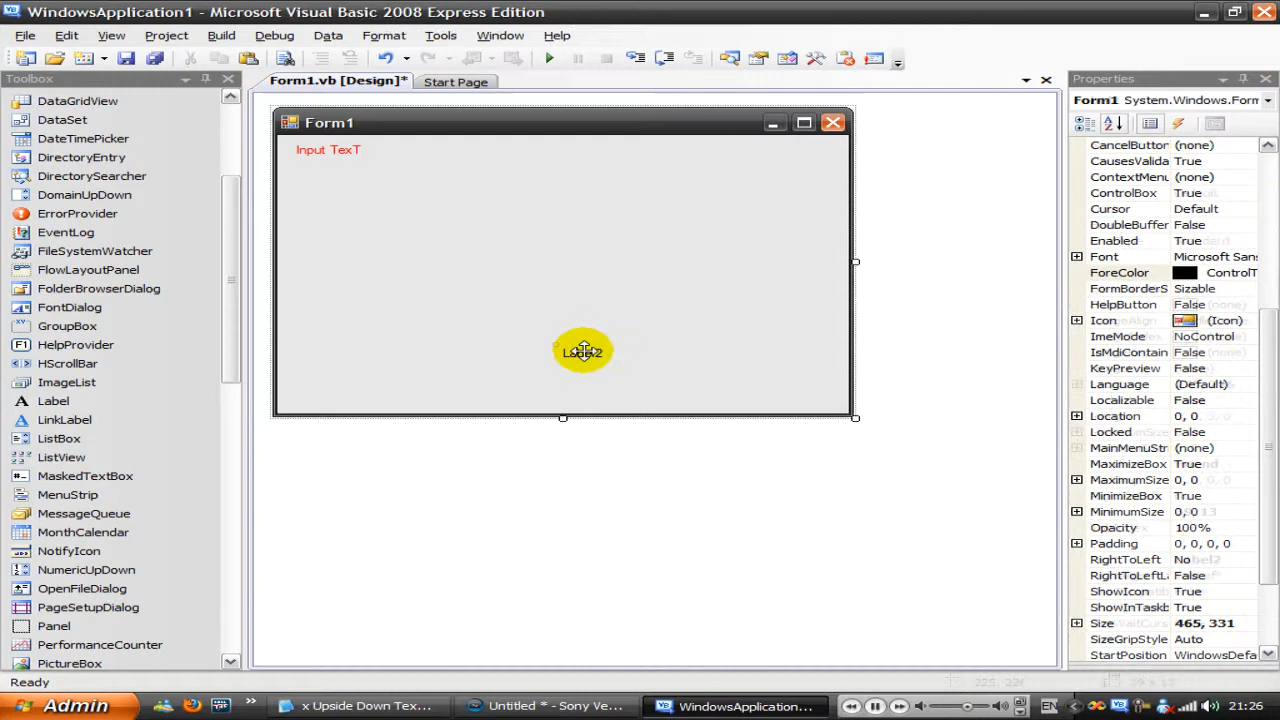 WindowsApplication1 - Microsoft Visual Basic 2008 Express Edition
File Edit View Project Build Debug Data Format Tools Window Help
Toolbox
Form1.vb [Design]* Start Page
Properties
DataGridView
DataSet
DateTimePicker
DirectoryEntry
DirectorySearcher
DomainUpDown
ErrorProvider
EventLog
FileSystemWatcher
FlowLayoutPanel
FolderBrowserDialog
FontDialog
GroupBox
HelpProvider
HScrollBar
ImageList
Label
LinkLabel
ListBox
ListView
MaskedTextBox
MenuStrip
MessageQueue
MonthCalendar
NotifyIcon
NumericUpDown
OpenFileDialog
PageSetupDialog
Panel
PerformanceCounter
PictureBox
Form1
Input TexT
Form1 System.Windows.Form
CancelButton (none)
CausesValida True
ContextMenu (none)
ControlBox True
Cursor Default
DoubleBuffer False
Enabled True
Font Microsoft Sans
ForeColor ControlT
FormBorderS Sizable
HelpButton False
Icon (Icon)
ImeMode NoControl
IsMdiContain False
KeyPreview False
Language (Default)
Localizable False
Location 0, 0
Locked False
MainMenuStri (none)
MaximizeBox True
MaximumSize 0, 0
MinimizeBox True
MinimumSize 0, 0
Opacity 100%
Padding 0, 0, 0, 0
RightToLeft No
RightToLeftLa False
ShowIcon True
ShowInTaskb True
Size 465, 331
SizeGripStyle Auto
StartPosition WindowsDefa
Ready
Admin
x Upside Down Tex...
Untitled * - Sony Ve...
WindowsApplication...
EN
21:26